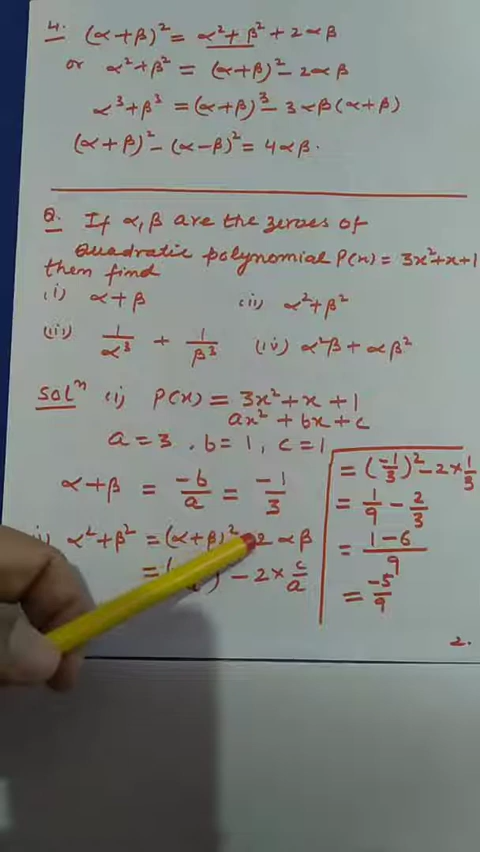 4. (α+β)² = α²+β²+2αβ
or α²+β² = (α+β)²-2αβ
α³+β³ = (α+β)³-3αβ(α+β)
(α+β)²-(α-β)² = 4αβ.
Q. If α,β are the zeroes of
Quadratic polynomial P(x) = 3x²+x+1
then find
(i) α+β (ii) α²+β²
(iii) 1/α³ + 1/β³ (iv) α²β+αβ²
Solⁿ (i) P(x) = 3x²+x+1
ax²+bx+c
a=3, b=1, c=1
α+β = -b/a = -1/3
) α²+β² = (α+β)² 2αβ
= ) - 2×c/a
= (-1/3)²-2×1/3
= 1/9 - 2/3
= 1-6/9
= -5/9
2.